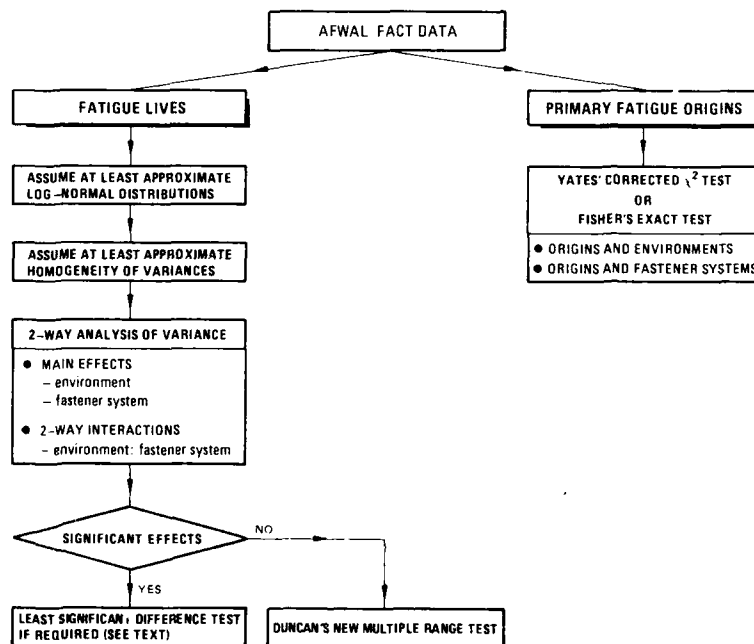 AFWAL FACT DATA
FATIGUE LIVES
ASSUME AT LEAST APPROXIMATE
LOG-NORMAL DISTRIBUTIONS
ASSUME AT LEAST APPROXIMATE
HOMOGENEITY OF VARIANCES
2-WAY ANALYSIS OF VARIANCE
● MAIN EFFECTS
– environment
– fastener system
● 2-WAY INTERACTIONS
– environment: fastener system
SIGNIFICANT EFFECTS
NO
YES
LEAST SIGNIFICANT DIFFERENCE TEST
IF REQUIRED (SEE TEXT)
DUNCAN'S NEW MULTIPLE RANGE TEST
PRIMARY FATIGUE ORIGINS
YATES' CORRECTED χ² TEST
OR
FISHER'S EXACT TEST
● ORIGINS AND ENVIRONMENTS
● ORIGINS AND FASTENER SYSTEMS